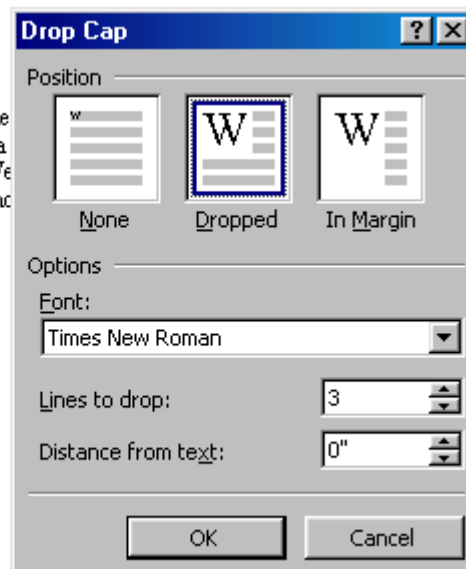 Drop Cap
Position
W
W
W
None
Dropped
In Margin
Options
Font:
Times New Roman
Lines to drop:
3
Distance from text:
0"
OK
Cancel